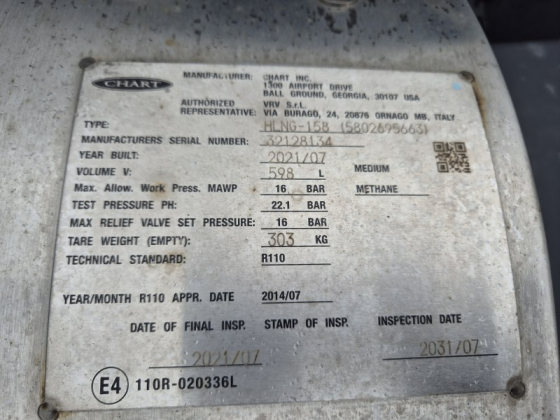 CHART
MANUFACTURER: CHART INC.
1300 AIRPORT DRIVE
BALL GROUND, GEORGIA, 30107 USA
AUTHORIZED REPRESENTATIVE: VRV S.r.L.
VIA BURAGO, 24, 20876 ORNAGO MB, ITALY
TYPE: HLNG-158 (5802695663)
MANUFACTURERS SERIAL NUMBER: 32128134
YEAR BUILT: 2021/07
VOLUME V: 598 L MEDIUM
Max. Allow. Work Press. MAWP 16 BAR METHANE
TEST PRESSURE PH: 22.1 BAR
MAX RELIEF VALVE SET PRESSURE: 16 BAR
TARE WEIGHT (EMPTY): 303 KG
TECHNICAL STANDARD: R110
YEAR/MONTH R110 APPR. DATE 2014/07
DATE OF FINAL INSP. STAMP OF INSP. INSPECTION DATE
2021/07 2031/07
E4 110R-020336L